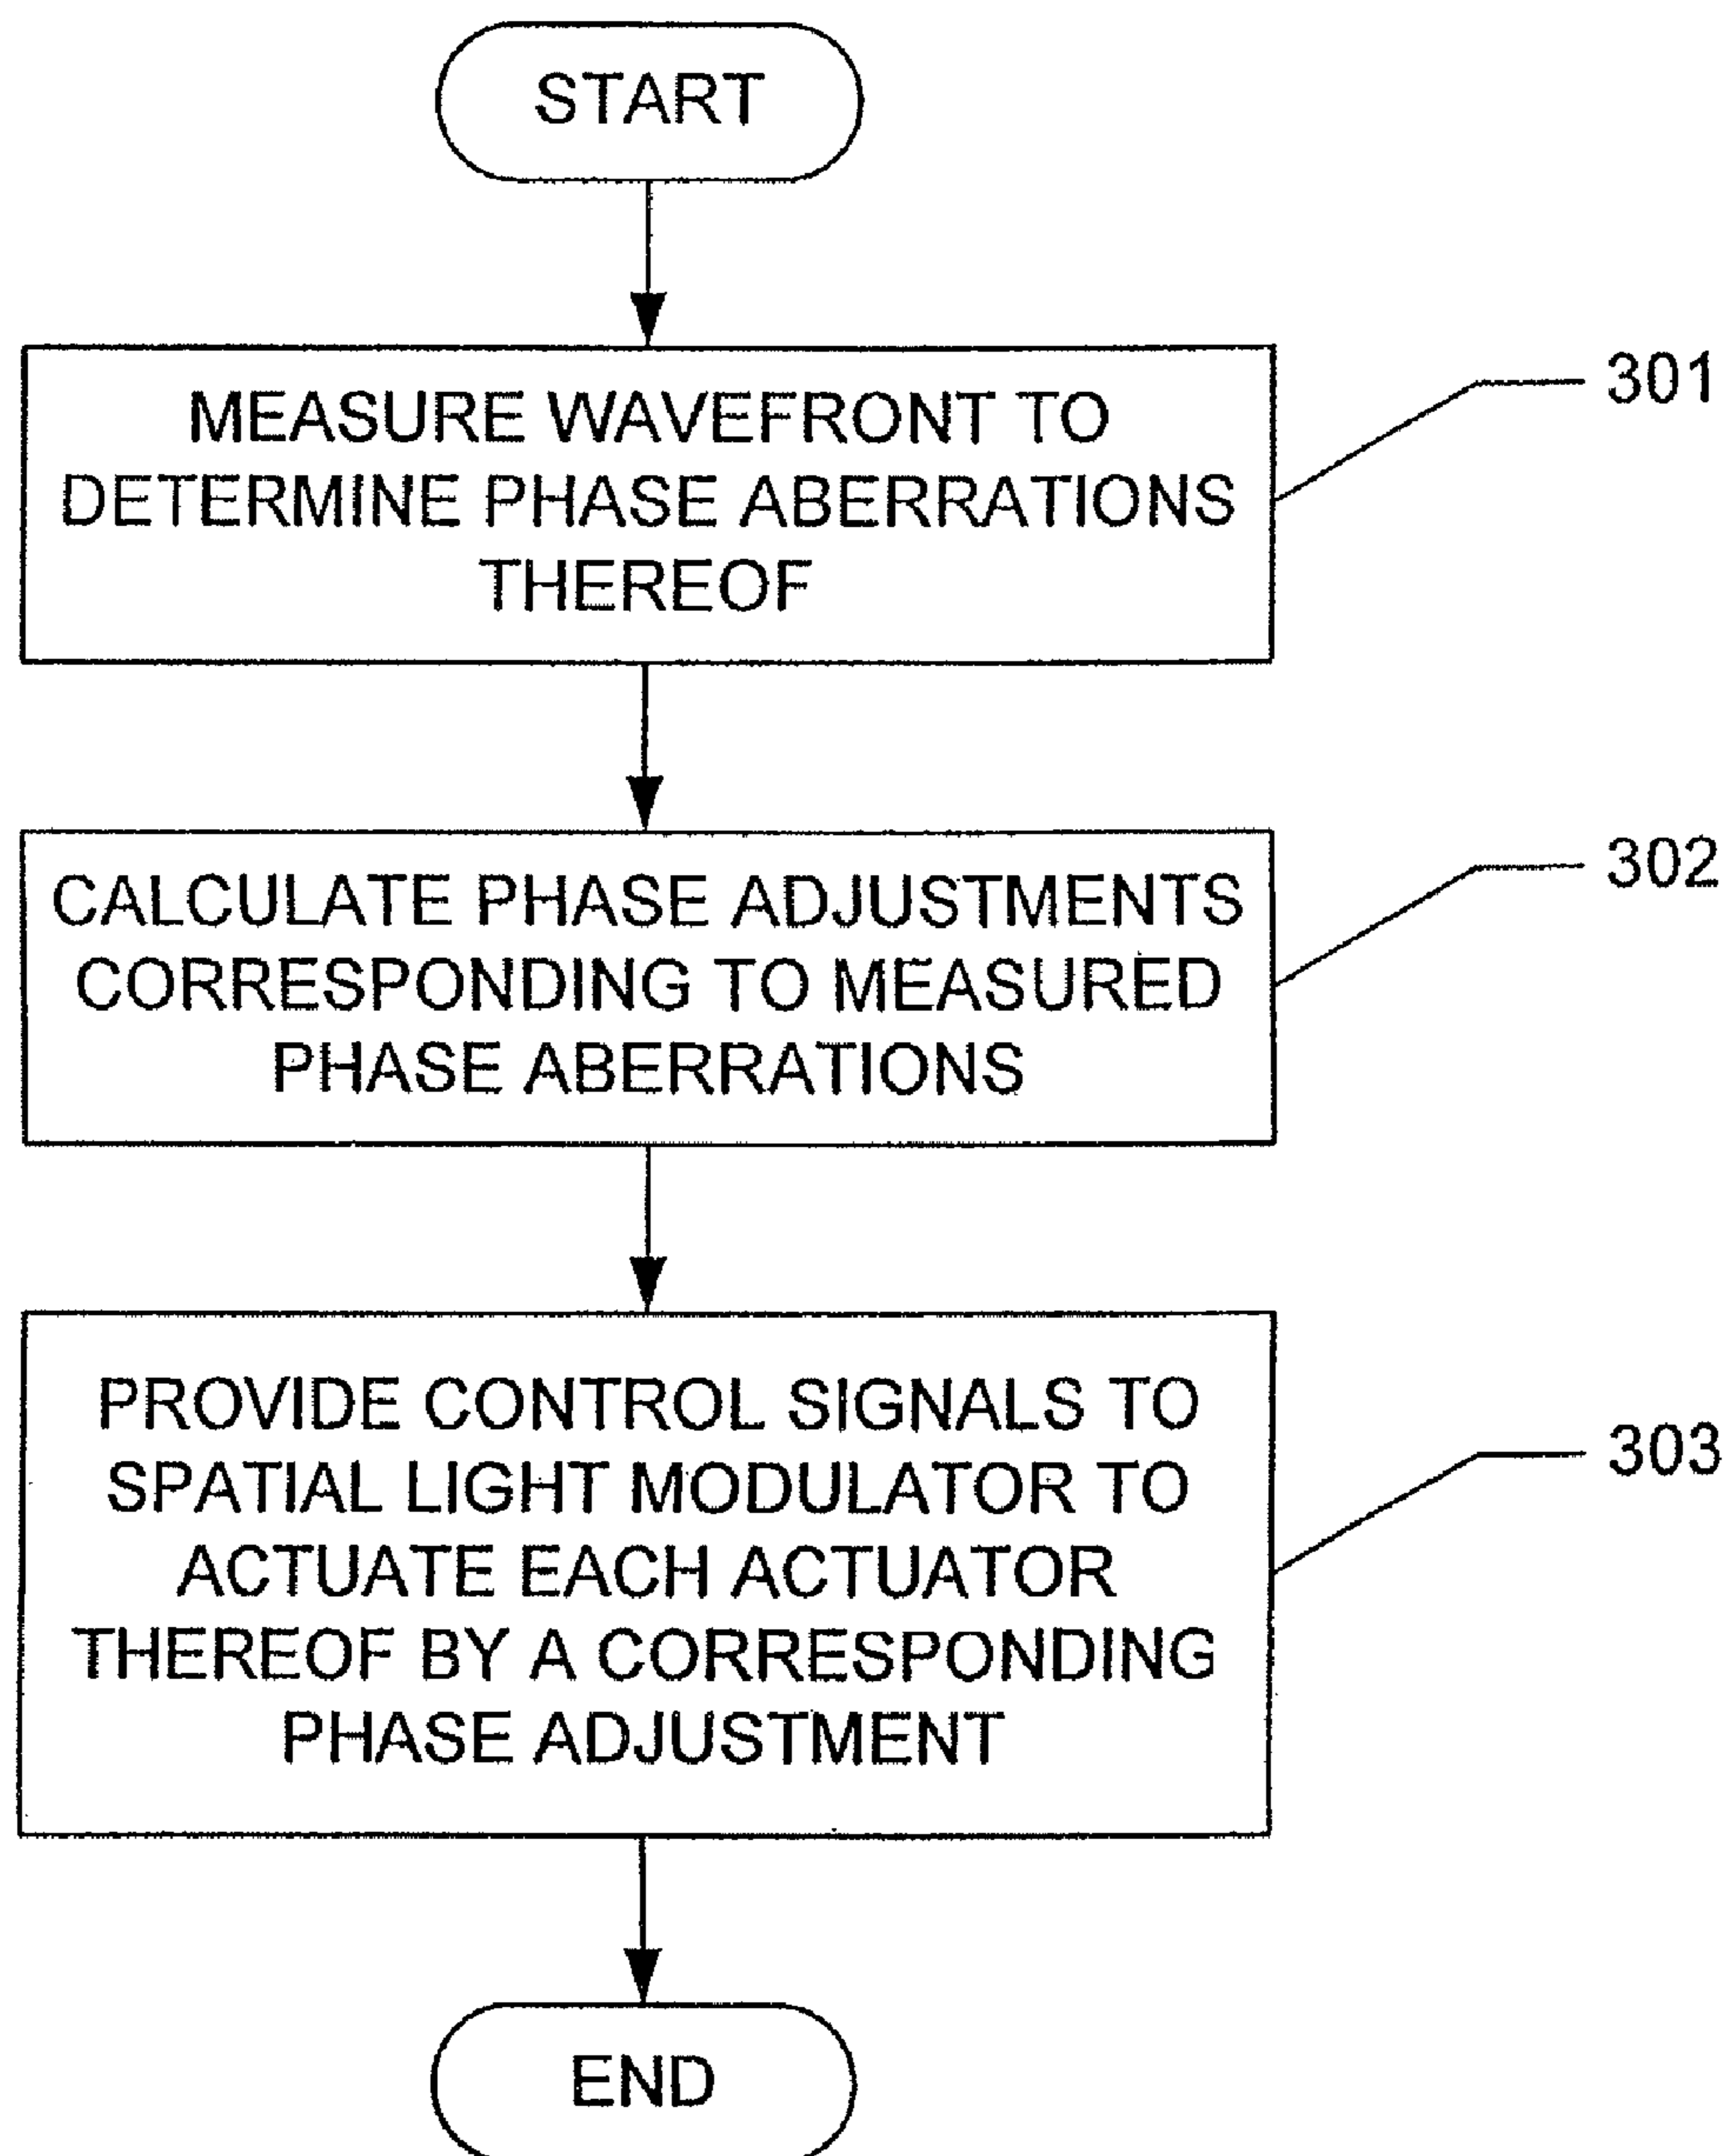 START
MEASURE WAVEFRONT TO
DETERMINE PHASE ABERRATIONS
THEREOF
301
CALCULATE PHASE ADJUSTMENTS
CORRESPONDING TO MEASURED
PHASE ABERRATIONS
302
PROVIDE CONTROL SIGNALS TO
SPATIAL LIGHT MODULATOR TO
ACTUATE EACH ACTUATOR
THEREOF BY A CORRESPONDING
PHASE ADJUSTMENT
303
END